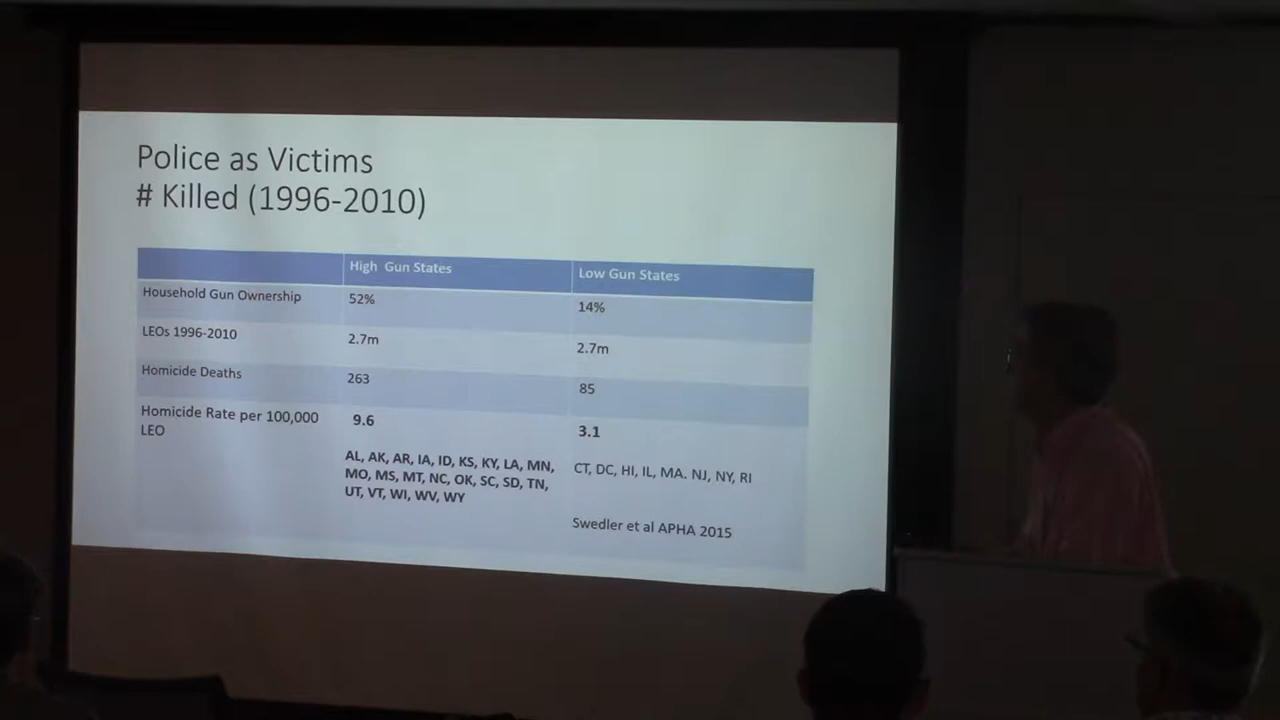 Police as Victims
# Killed (1996-2010)
High Gun States Low Gun States
Household Gun Ownership 52% 14%
LEOs 1996-2010 2.7m 2.7m
Homicide Deaths 263 85
Homicide Rate per 100,000 9.6 3.1
LEO
AL, AK, AR, IA, ID, KS, KY, LA, MN,
MO, MS, MT, NC, OK, SC, SD, TN,
UT, VT, WI, WV, WY
CT, DC, HI, IL, MA. NJ, NY, RI
Swedler et al APHA 2015